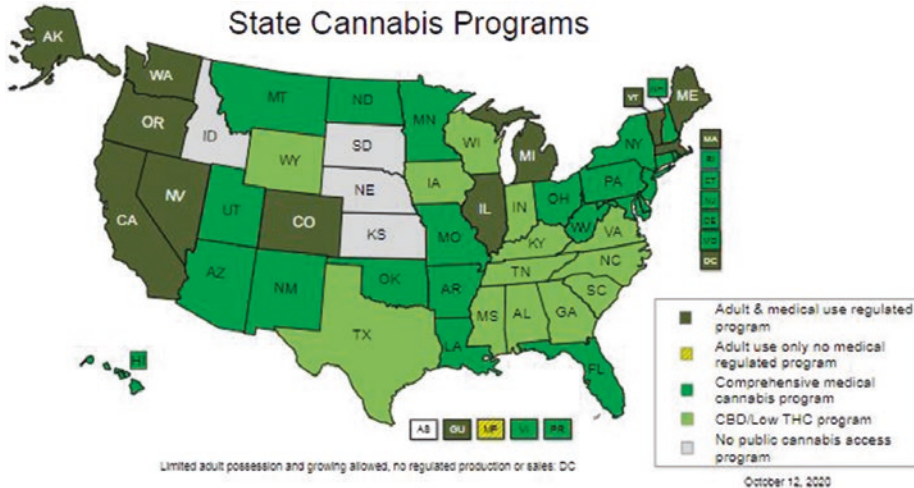 State Cannabis Programs
AK
WA
OR
CA
NV
ID
MT
WY
UT
CO
AZ
NM
ND
SD
NE
KS
OK
TX
MN
IA
MO
AR
LA
WI
IL
MI
IN
OH
KY
TN
MS
AL
GA
FL
SC
NC
VA
WV
PA
NY
VT
NH
ME
MA
RI
CT
NJ
DE
MD
DC
HI
AS
GU
MP
VI
PR
Adult & medical use regulated
program
Adult use only no medical
regulated program
Comprehensive medical
cannabis program
CBD/Low THC program
No public cannabis access
program
Limited adult possession and growing allowed, no regulated production or sales: DC
October 12, 2020